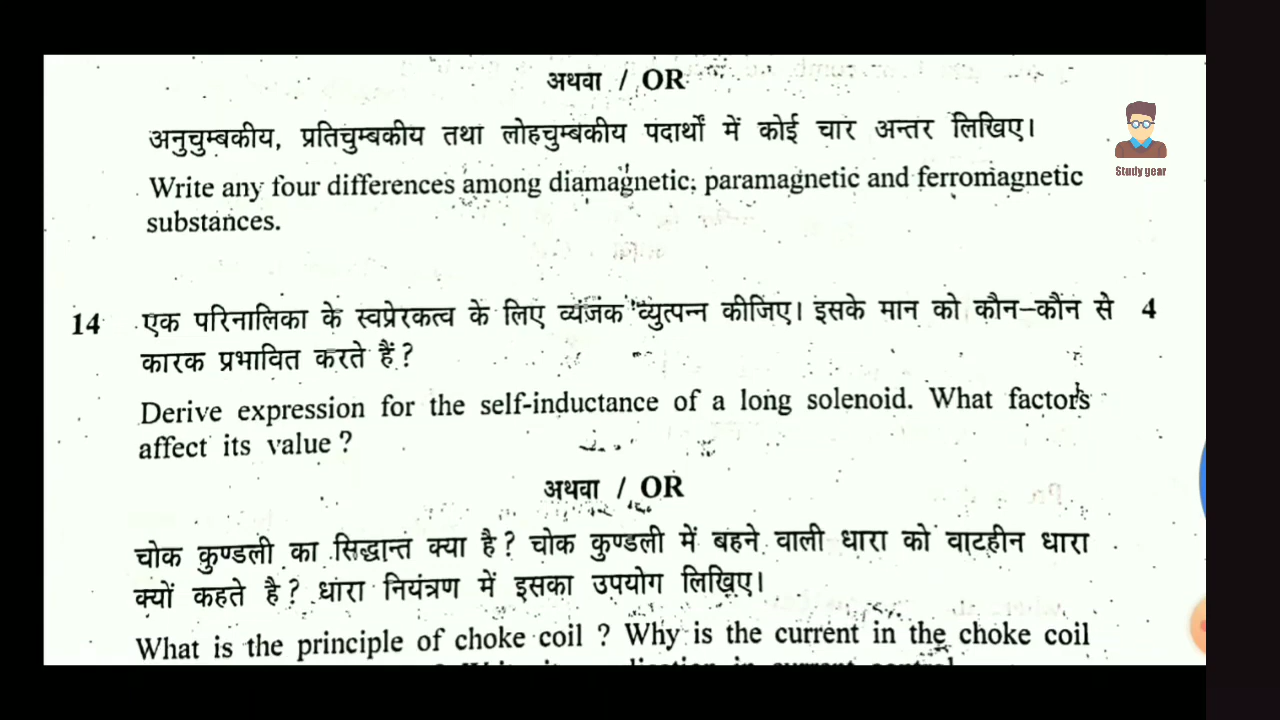 अथवा / OR
अनुचुम्बकीय, प्रतिचुम्बकीय तथा लोहचुम्बकीय पदार्थों में कोई चार अन्तर लिखिए।
Write any four differences among diamagnetic, paramagnetic and ferromagnetic
substances.
Study year
14 एक परिनालिका के स्वप्रेरकत्व के लिए व्यंजक व्युत्पन्न कीजिए। इसके मान को कौन-कौन से 4
कारक प्रभावित करते हैं?
Derive expression for the self-inductance of a long solenoid. What factors
affect its value ?
अथवा / OR
चोक कुण्डली का सिद्धान्त क्या है? चोक कुण्डली में बहने वाली धारा को वाटहीन धारा
क्यों कहते है? धारा नियंत्रण में इसका उपयोग लिखिए।
What is the principle of choke coil ? Why is the current in the choke coil